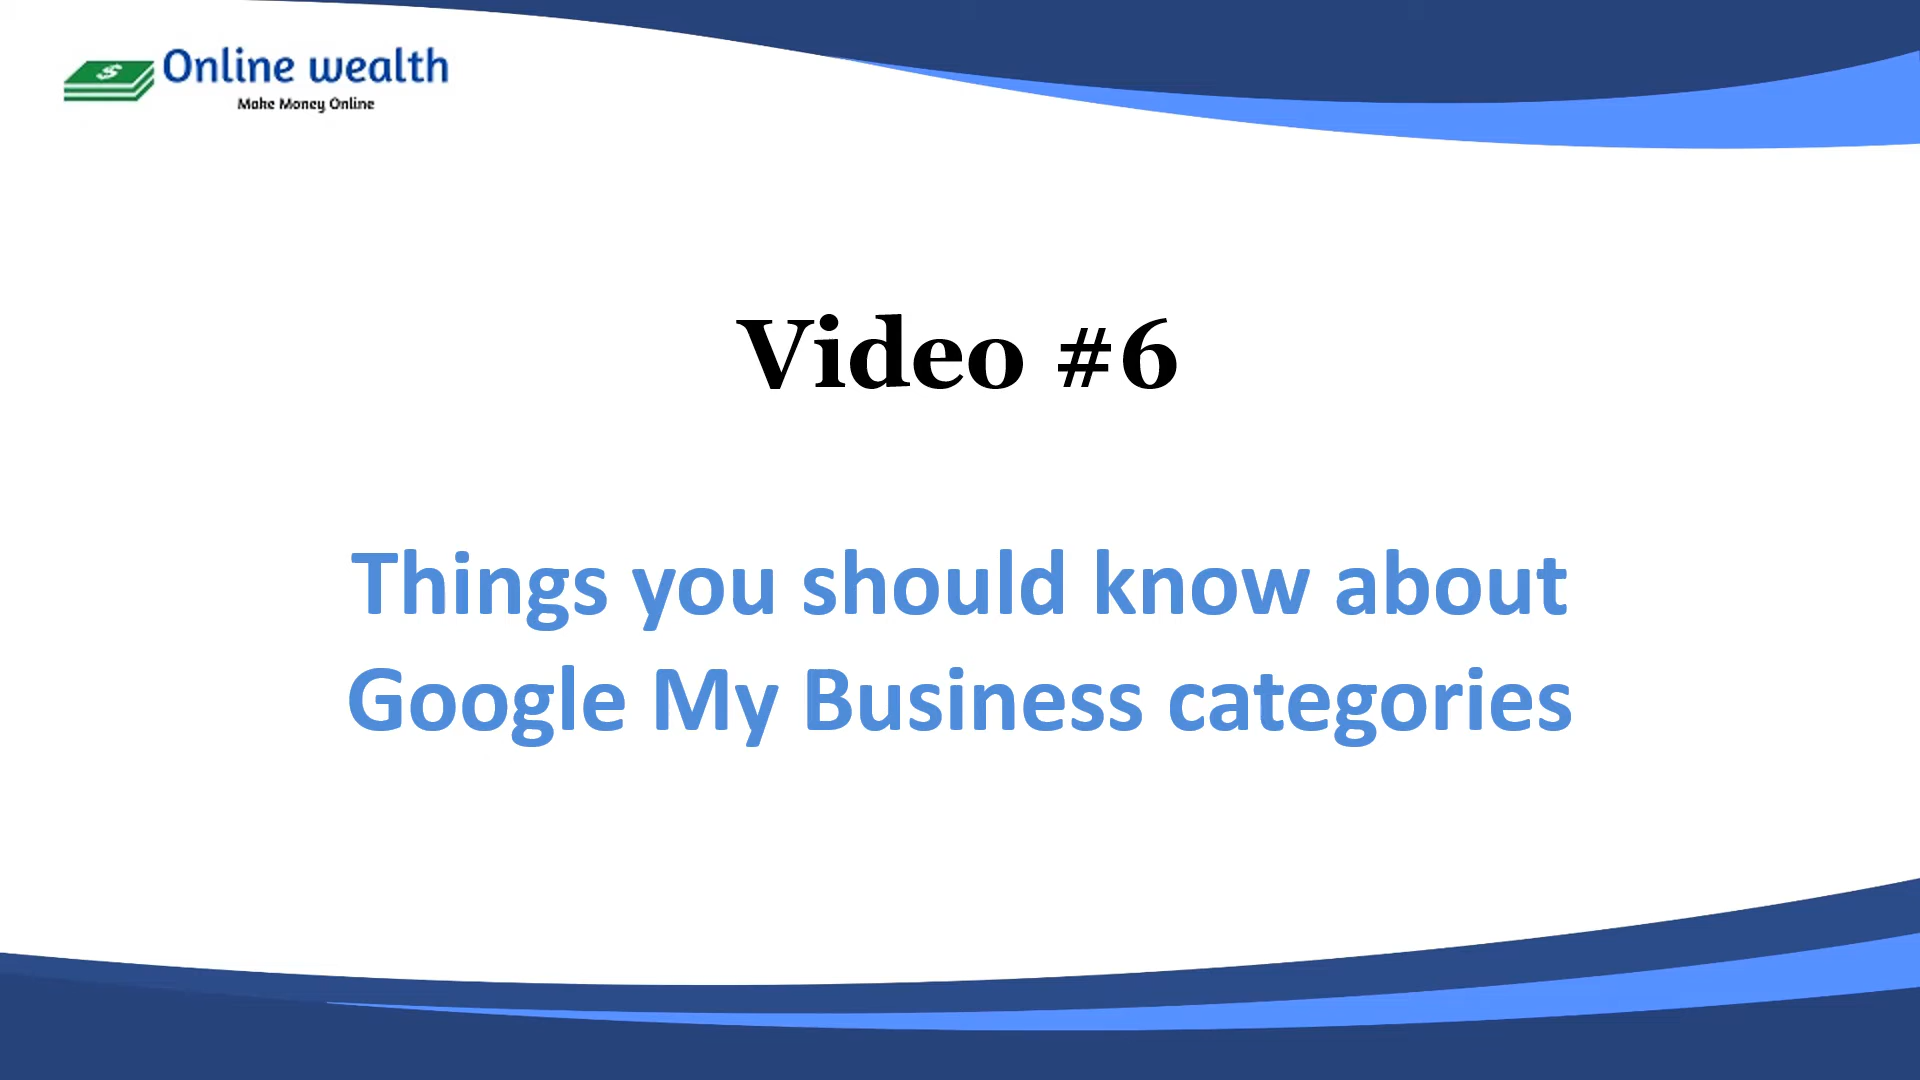 Online wealth
Make Money Online
Video #6
Things you should know about
Google My Business categories